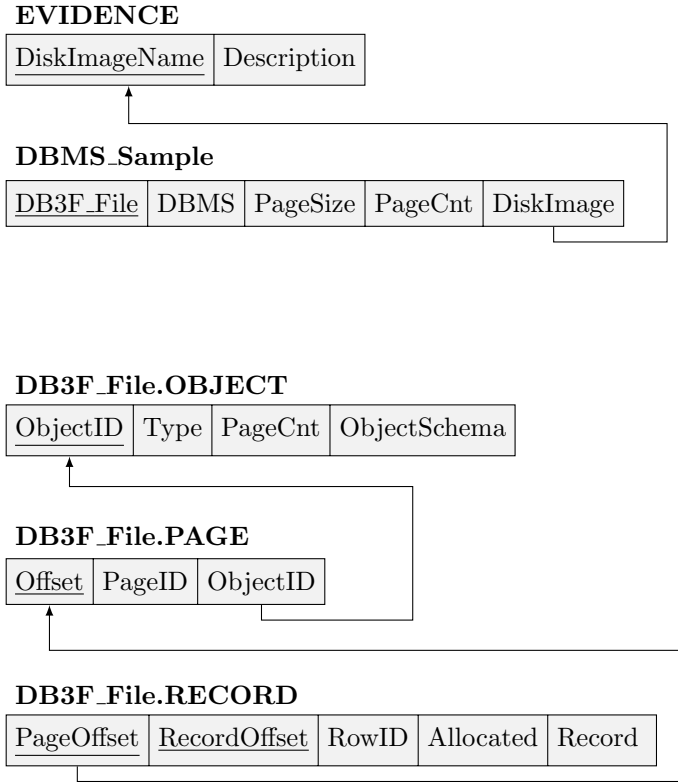 EVIDENCE
DiskImageName Description
DBMS_Sample
DB3F_File DBMS PageSize PageCnt DiskImage
DB3F_File.OBJECT
ObjectID Type PageCnt ObjectSchema
DB3F_File.PAGE
Offset PageID ObjectID
DB3F_File.RECORD
PageOffset RecordOffset RowID Allocated Record